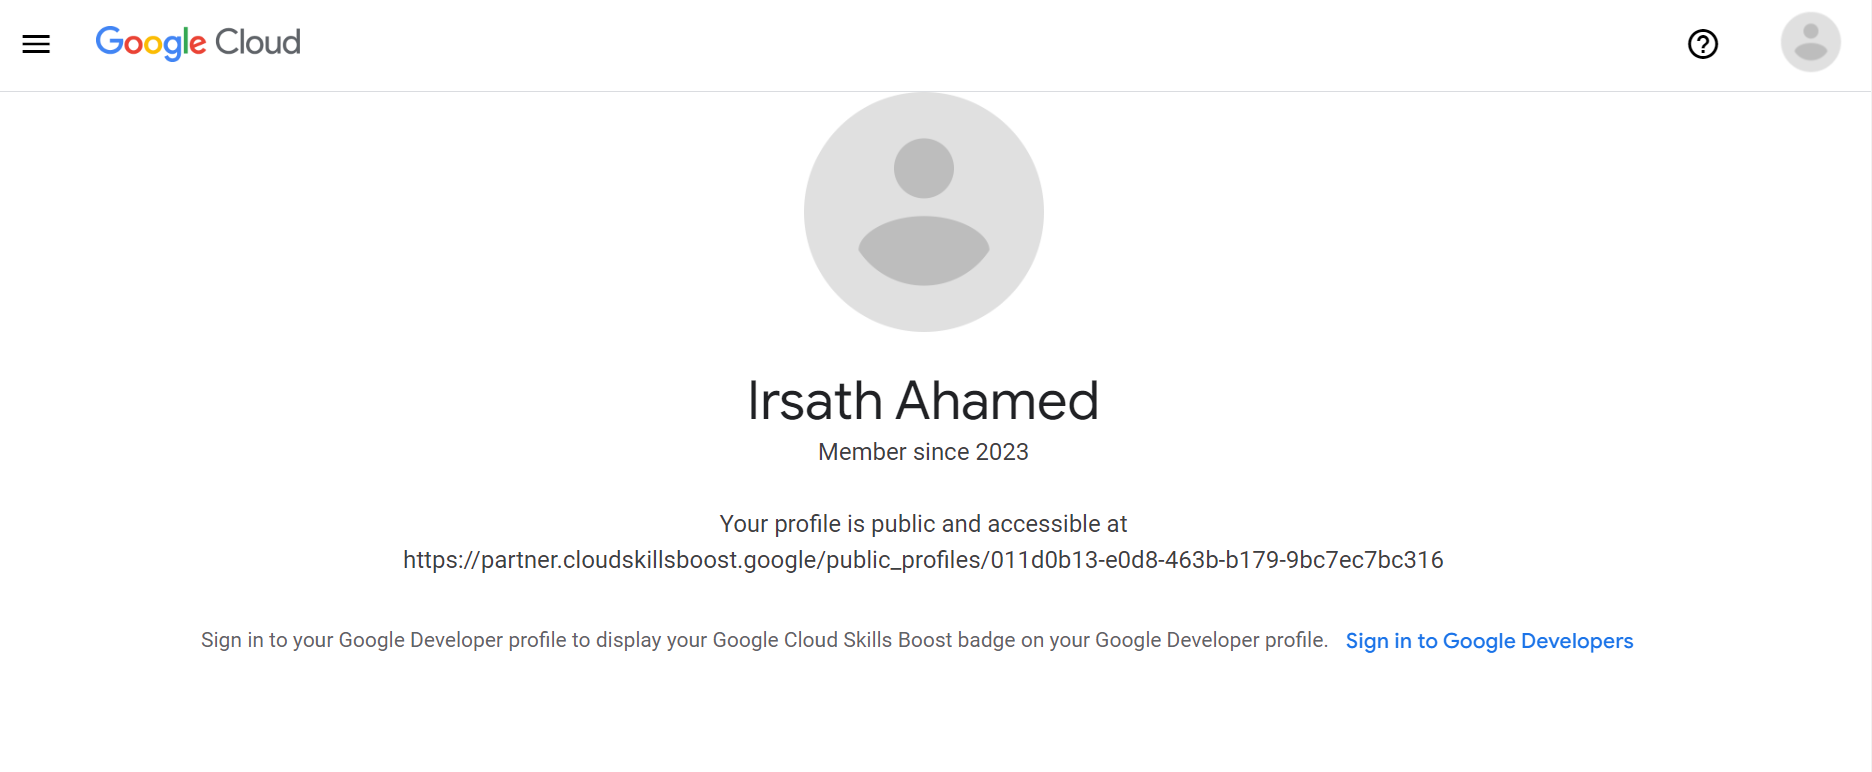 Google Cloud
Irsath Ahamed
Member since 2023
Your profile is public and accessible at
https://partner.cloudskillsboost.google/public_profiles/011d0b13-e0d8-463b-b179-9bc7ec7bc316
Sign in to your Google Developer profile to display your Google Cloud Skills Boost badge on your Google Developer profile. Sign in to Google Developers